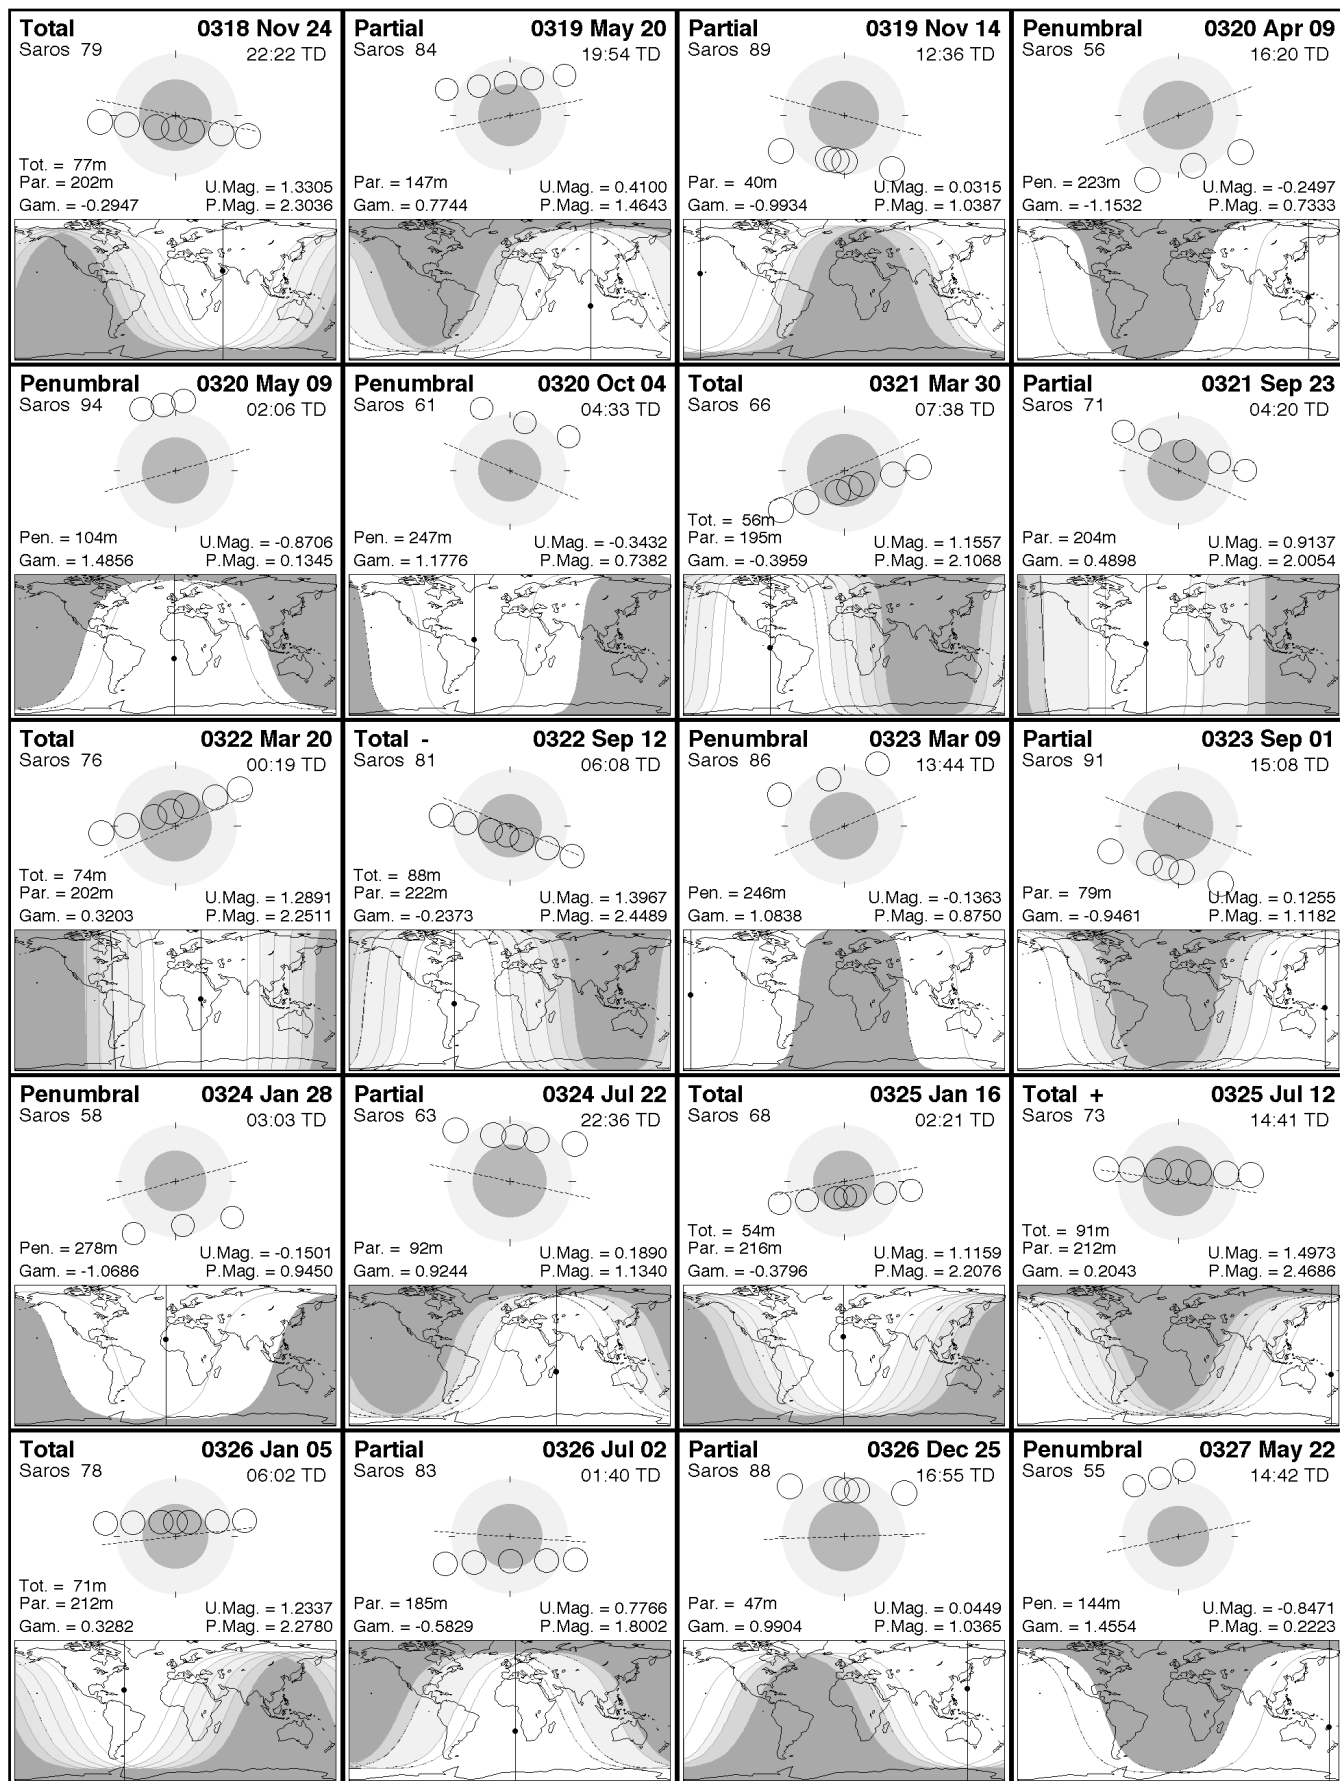 Total 0318 Nov 24
Saros 79 22:22 TD
Tot. = 77m
Par. = 202m U.Mag. = 1.3305
Gam. = -0.2947 P.Mag. = 2.3036
Partial 0319 May 20
Saros 84 19:54 TD
Par. = 147m U.Mag. = 0.4100
Gam. = 0.7744 P.Mag. = 1.4643
Partial 0319 Nov 14
Saros 89 12:36 TD
Par. = 40m U.Mag. = 0.0315
Gam. = -0.9934 P.Mag. = 1.0387
Penumbral 0320 Apr 09
Saros 56 16:20 TD
Pen. = 223m U.Mag. = -0.2497
Gam. = -1.1532 P.Mag. = 0.7333
Penumbral 0320 May 09
Saros 94 02:06 TD
Pen. = 104m U.Mag. = -0.8706
Gam. = 1.4856 P.Mag. = 0.1345
Penumbral 0320 Oct 04
Saros 61 04:33 TD
Pen. = 247m U.Mag. = -0.3432
Gam. = 1.1776 P.Mag. = 0.7382
Total 0321 Mar 30
Saros 66 07:38 TD
Tot. = 56m
Par. = 195m U.Mag. = 1.1557
Gam. = -0.3959 P.Mag. = 2.1068
Partial 0321 Sep 23
Saros 71 04:20 TD
Par. = 204m U.Mag. = 0.9137
Gam. = 0.4898 P.Mag. = 2.0054
Total 0322 Mar 20
Saros 76 00:19 TD
Tot. = 74m
Par. = 202m U.Mag. = 1.2891
Gam. = 0.3203 P.Mag. = 2.2511
Total - 0322 Sep 12
Saros 81 06:08 TD
Tot. = 88m
Par. = 222m U.Mag. = 1.3967
Gam. = -0.2373 P.Mag. = 2.4489
Penumbral 0323 Mar 09
Saros 86 13:44 TD
Pen. = 246m U.Mag. = -0.1363
Gam. = 1.0838 P.Mag. = 0.8750
Partial 0323 Sep 01
Saros 91 15:08 TD
Par. = 79m U.Mag. = 0.1255
Gam. = -0.9461 P.Mag. = 1.1182
Penumbral 0324 Jan 28
Saros 58 03:03 TD
Pen. = 278m U.Mag. = -0.1501
Gam. = -1.0686 P.Mag. = 0.9450
Partial 0324 Jul 22
Saros 63 22:36 TD
Par. = 92m U.Mag. = 0.1890
Gam. = 0.9244 P.Mag. = 1.1340
Total 0325 Jan 16
Saros 68 02:21 TD
Tot. = 54m
Par. = 216m U.Mag. = 1.1159
Gam. = -0.3796 P.Mag. = 2.2076
Total + 0325 Jul 12
Saros 73 14:41 TD
Tot. = 91m
Par. = 212m U.Mag. = 1.4973
Gam. = 0.2043 P.Mag. = 2.4686
Total 0326 Jan 05
Saros 78 06:02 TD
Tot. = 71m
Par. = 212m U.Mag. = 1.2337
Gam. = 0.3282 P.Mag. = 2.2780
Partial 0326 Jul 02
Saros 83 01:40 TD
Par. = 185m U.Mag. = 0.7766
Gam. = -0.5829 P.Mag. = 1.8002
Partial 0326 Dec 25
Saros 88 16:55 TD
Par. = 47m U.Mag. = 0.0449
Gam. = 0.9904 P.Mag. = 1.0365
Penumbral 0327 May 22
Saros 55 14:42 TD
Pen. = 144m U.Mag. = -0.8471
Gam. = 1.4554 P.Mag. = 0.2223